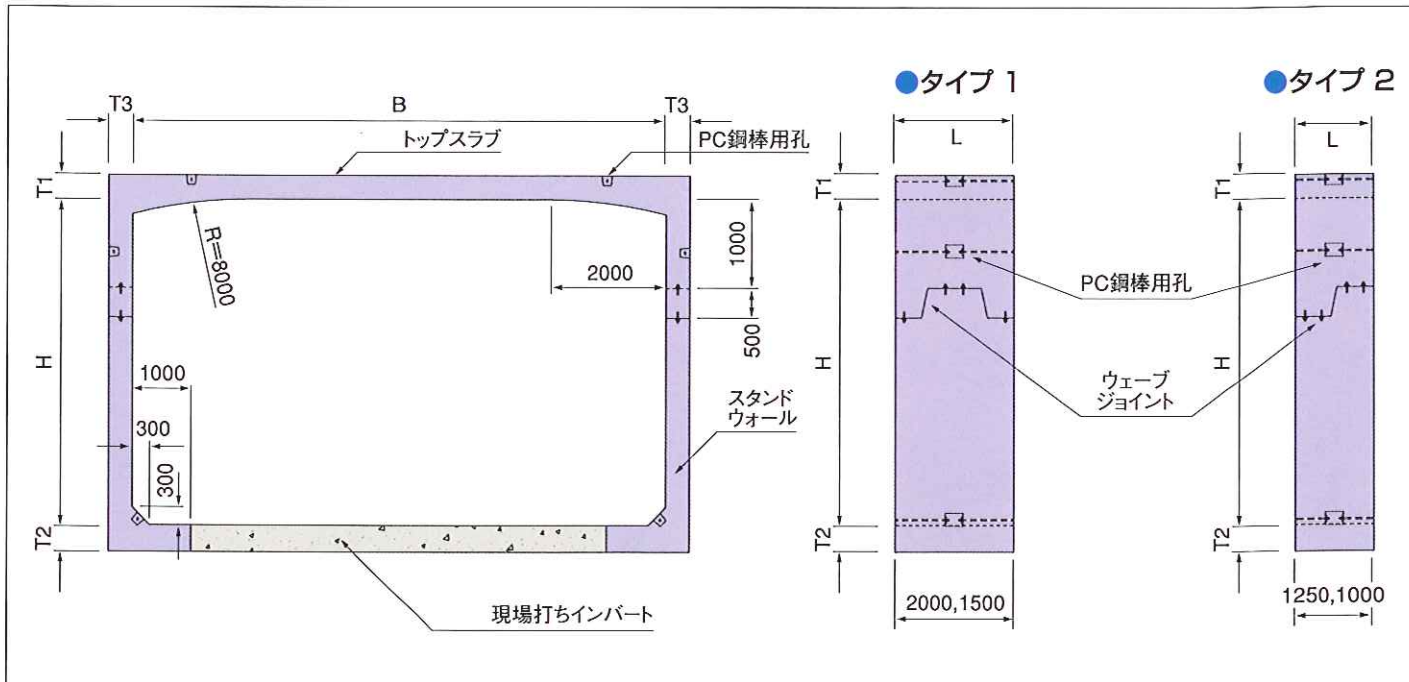 ●タイプ 1
●タイプ 2
T3
B
T3
トップスラブ
PC鋼棒用孔
L
L
T1
T1
T1
R=8000
2000
1000
500
PC鋼棒用孔
H
H
H
1000
300
300
スタンド
ウォール
ウェーブ
ジョイント
T2
T2
T2
現場打ちインバート
2000,1500
1250,1000